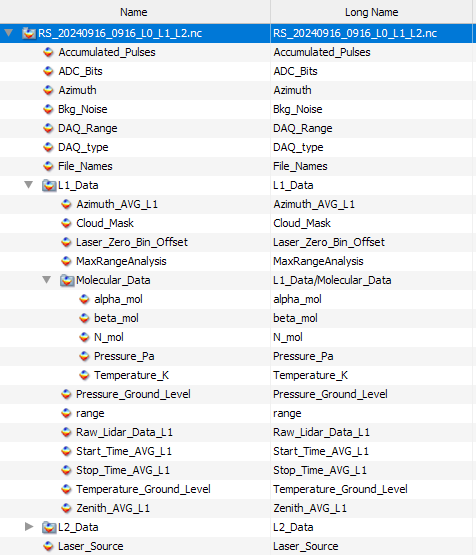 Name Long Name
RS_20240916_0916_L0_L1_L2.nc RS_20240916_0916_L0_L1_L2.nc
Accumulated_Pulses Accumulated_Pulses
ADC_Bits ADC_Bits
Azimuth Azimuth
Bkg_Noise Bkg_Noise
DAQ_Range DAQ_Range
DAQ_type DAQ_type
File_Names File_Names
L1_Data L1_Data
Azimuth_AVG_L1 Azimuth_AVG_L1
Cloud_Mask Cloud_Mask
Laser_Zero_Bin_Offset Laser_Zero_Bin_Offset
MaxRangeAnalysis MaxRangeAnalysis
Molecular_Data L1_Data/Molecular_Data
alpha_mol alpha_mol
beta_mol beta_mol
N_mol N_mol
Pressure_Pa Pressure_Pa
Temperature_K Temperature_K
Pressure_Ground_Level Pressure_Ground_Level
range range
Raw_Lidar_Data_L1 Raw_Lidar_Data_L1
Start_Time_AVG_L1 Start_Time_AVG_L1
Stop_Time_AVG_L1 Stop_Time_AVG_L1
Temperature_Ground_Level Temperature_Ground_Level
Zenith_AVG_L1 Zenith_AVG_L1
L2_Data L2_Data
Laser_Source Laser_Source